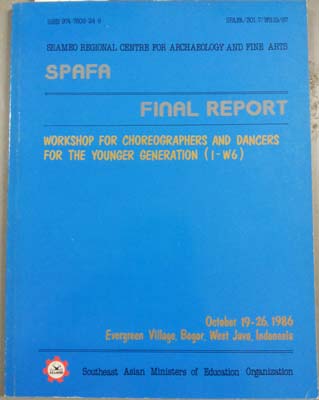 SEAMEO REGIONAL CENTRE FOR ARCHAEOLOGY AND FINE ARTS
SPAFA
FINAL REPORT
WORKSHOP FOR CHOREOGRAPHERS AND DANCERS
FOR THE YOUNGER GENERATION (I-W6)
October 19-26, 1986
Evergreen Village, Bogor, West Java, Indonesia
Southeast Asian Ministers of Education Organization